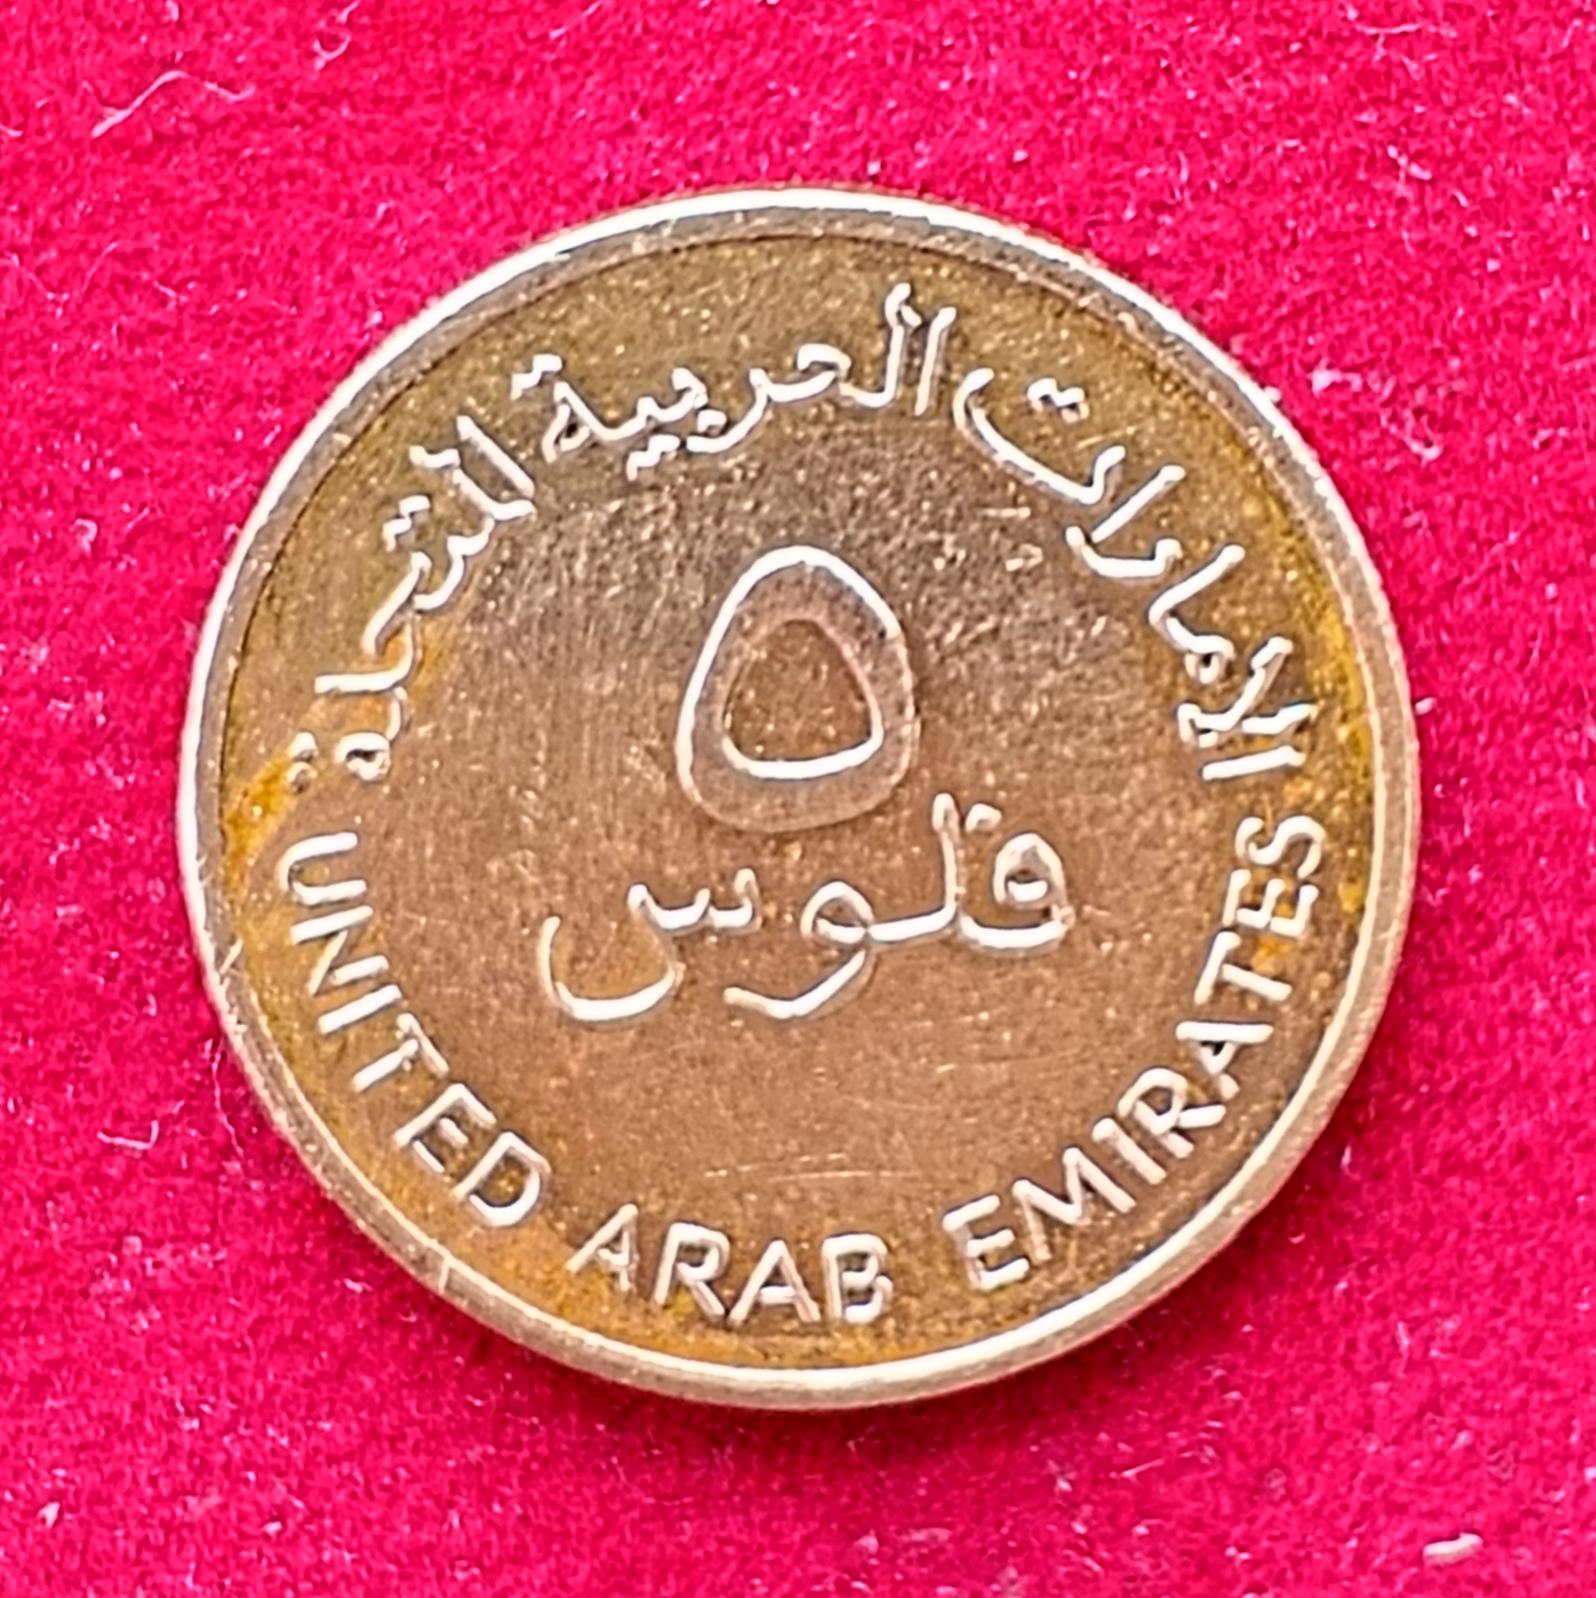 الإمارات العربية المتحدة
٥
فلوس
UNITED ARAB EMIRATES